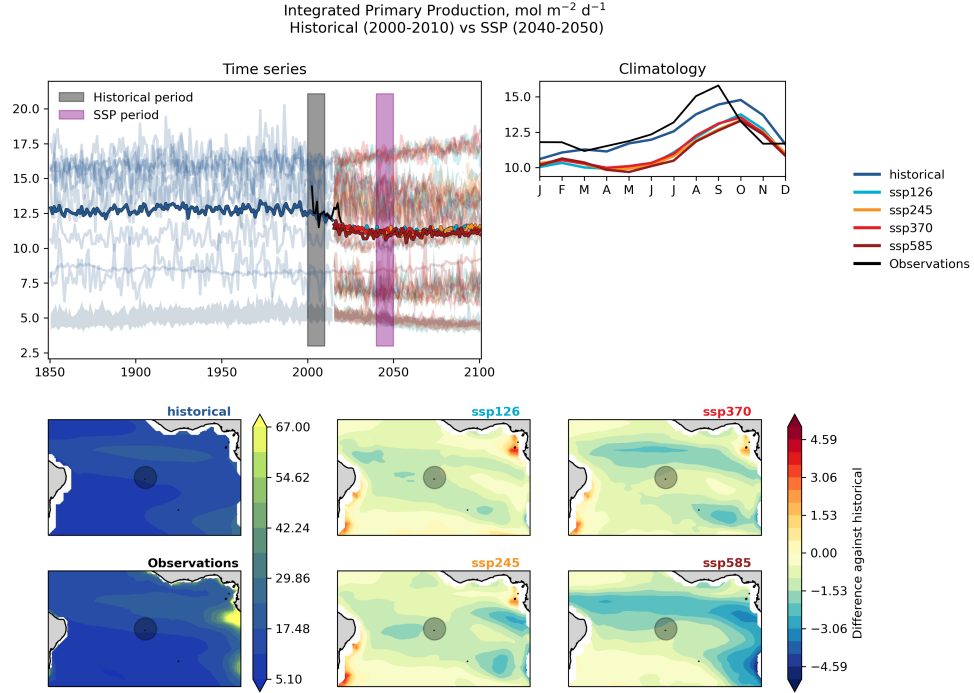 Integrated Primary Production, mol m⁻² d⁻¹
Historical (2000-2010) vs SSP (2040-2050)
Time series
Historical period
SSP period
20.0
17.5
15.0
12.5
10.0
7.5
5.0
2.5
1850
1900
1950
2000
2050
2100
Climatology
15.0
12.5
10.0
J F M A M J J A S O N D
historical
ssp126
ssp245
ssp370
ssp585
Observations
historical
Observations
67.00
54.62
42.24
29.86
17.48
5.10
ssp126
ssp370
ssp245
ssp585
4.59
3.06
1.53
0.00
−1.53
−3.06
−4.59
Difference against historical